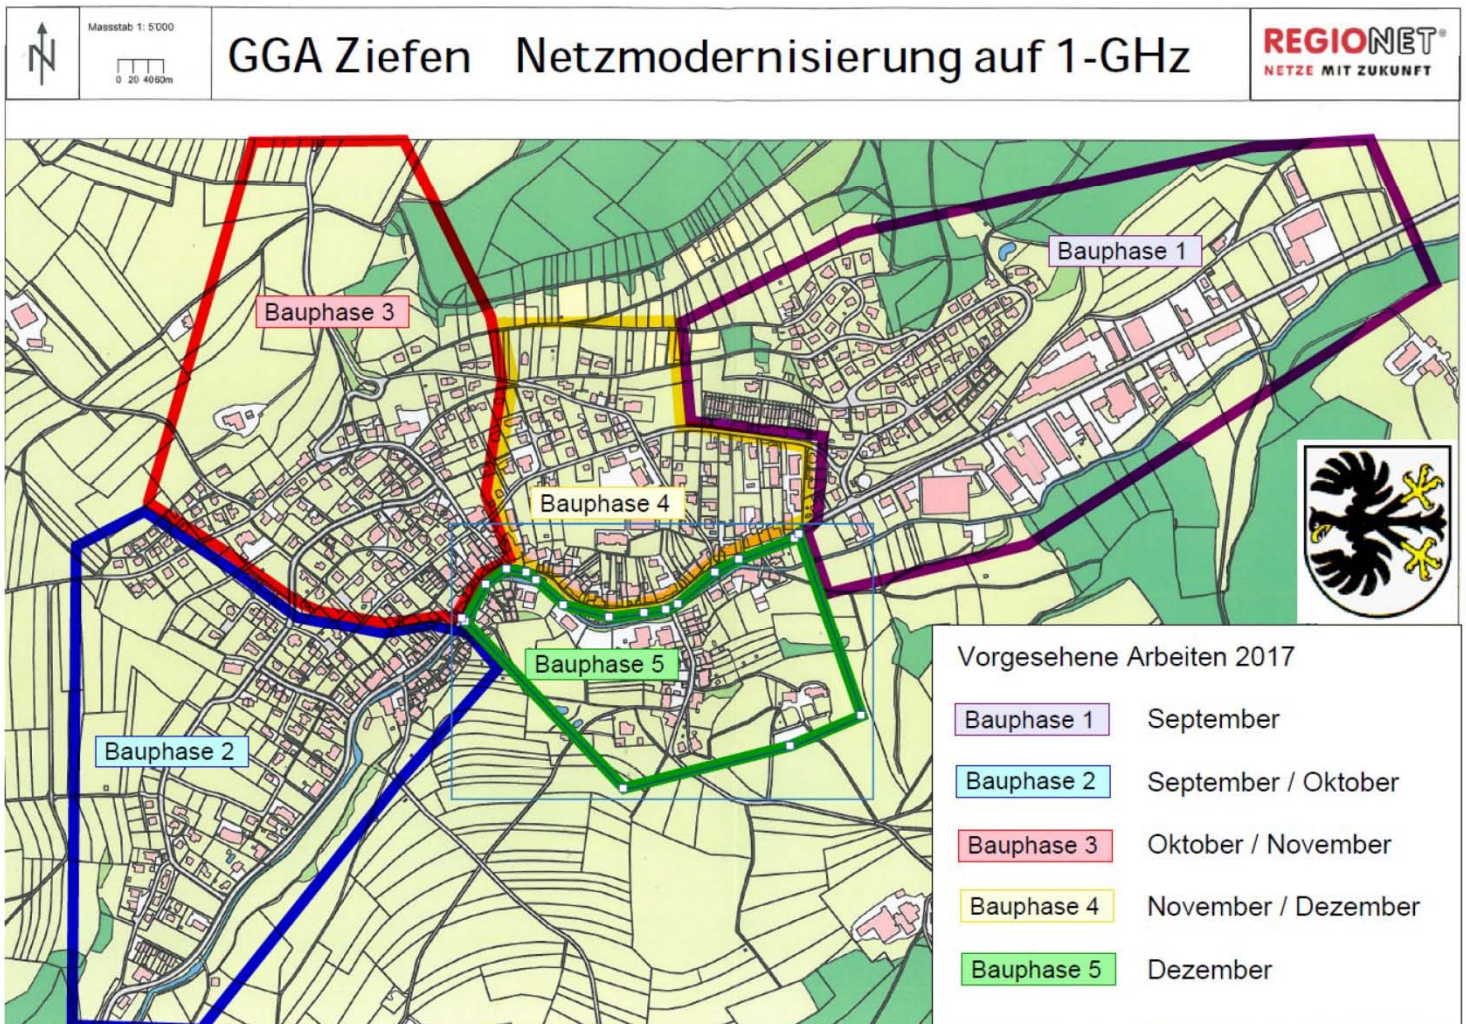 N
Massstab 1: 5'000
0 20 40 60m
GGA Ziefen Netzmodernisierung auf 1-GHz
REGIONET®
NETZE MIT ZUKUNFT
Bauphase 1
Bauphase 3
Bauphase 4
Bauphase 5
Bauphase 2
Vorgesehene Arbeiten 2017
Bauphase 1 September
Bauphase 2 September / Oktober
Bauphase 3 Oktober / November
Bauphase 4 November / Dezember
Bauphase 5 Dezember